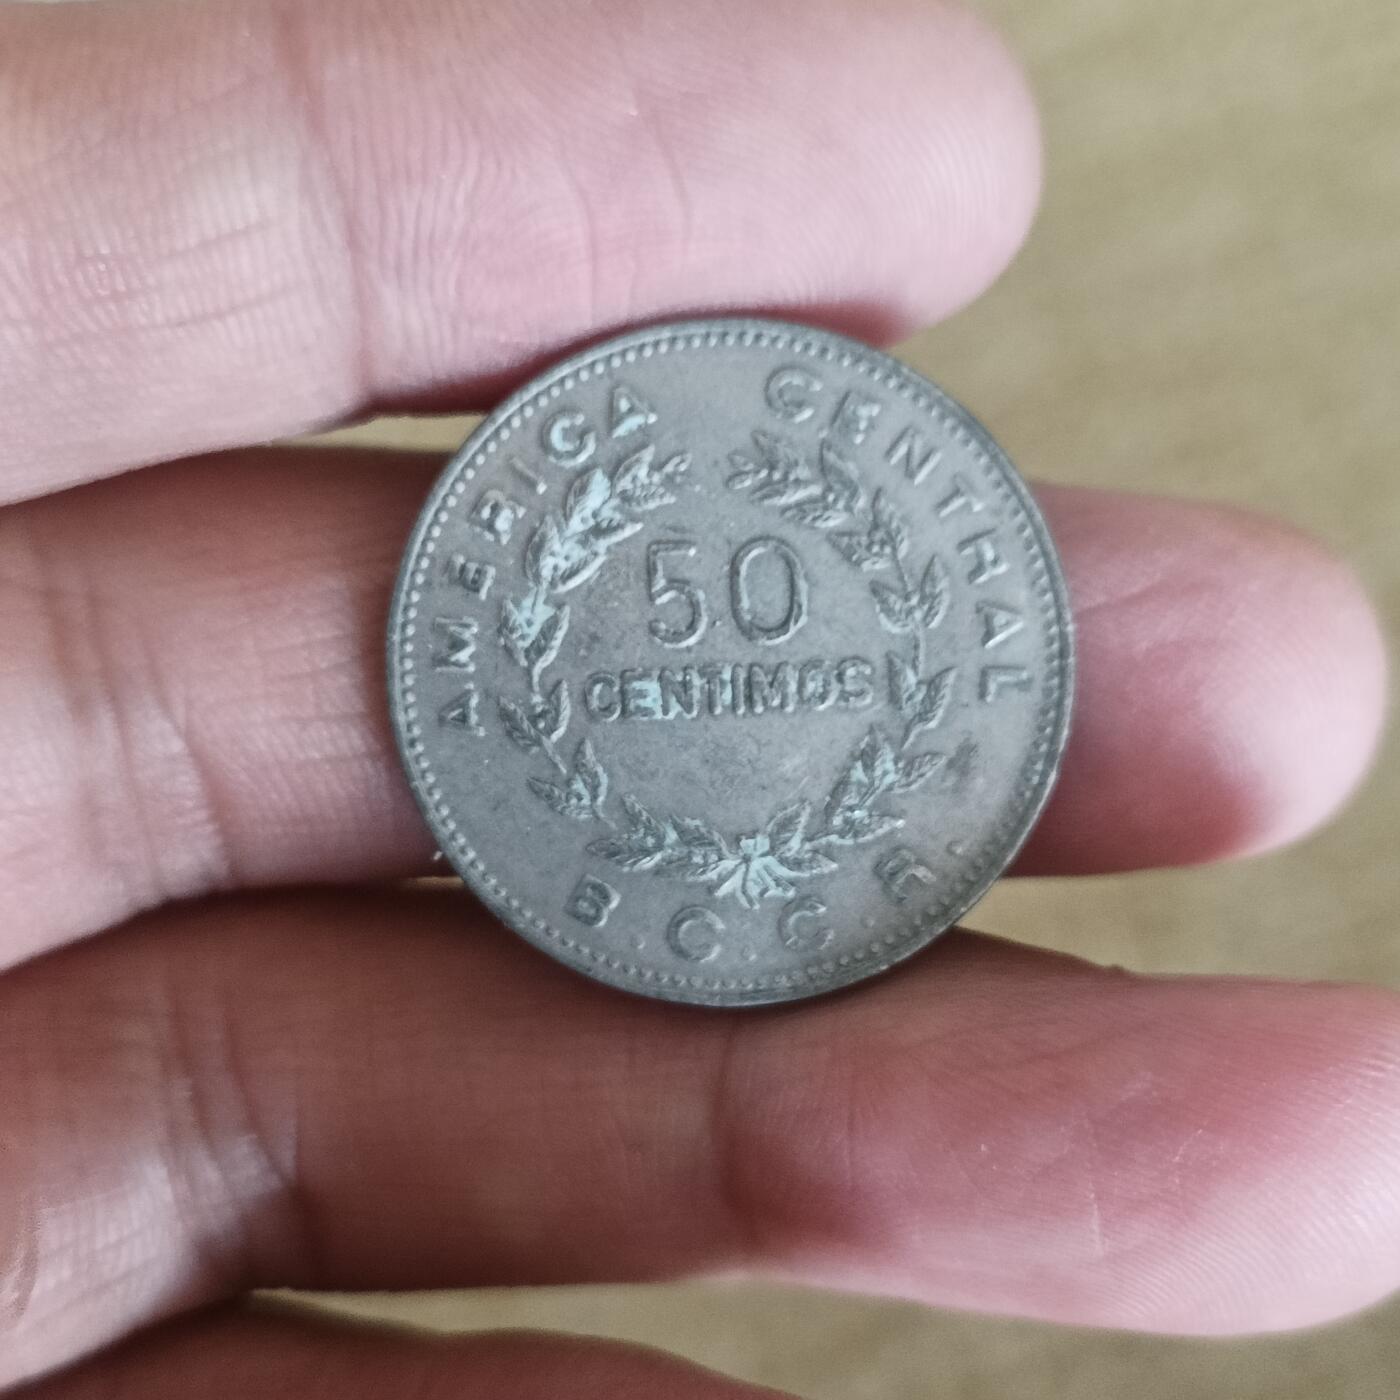 AMERICA CENTRAL
50
CENTIMOS
B.C.C.R.